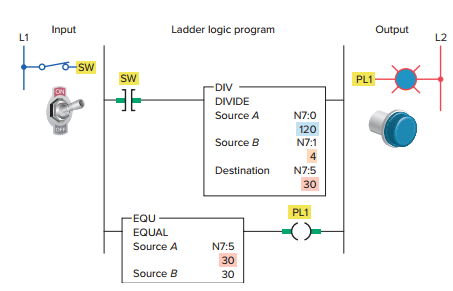 Input
Ladder logic program
Output
L1
L2
SW
ON
OFF
SW
DIV
DIVIDE
Source A N7:0
120
Source B N7:1
4
Destination N7:5
30
PL1
PL1
EQU
EQUAL
Source A N7:5
30
Source B 30